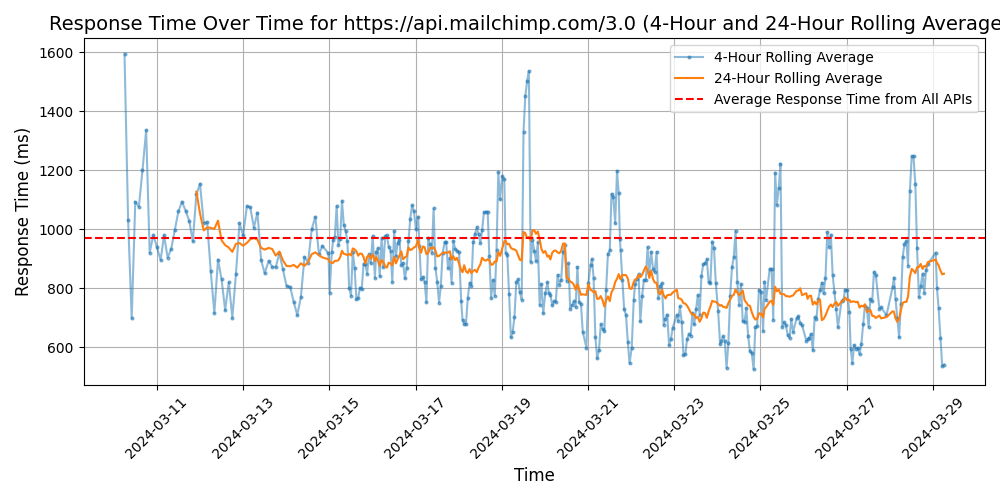 Response Time Over Time for https://api.mailchimp.com/3.0 (4-Hour and 24-Hour Rolling Average
4-Hour Rolling Average
24-Hour Rolling Average
Average Response Time from All APIs
Response Time (ms)
1600
1400
1200
1000
800
600
2024-03-11
2024-03-13
2024-03-15
2024-03-17
2024-03-19
2024-03-21
2024-03-23
2024-03-25
2024-03-27
2024-03-29
Time